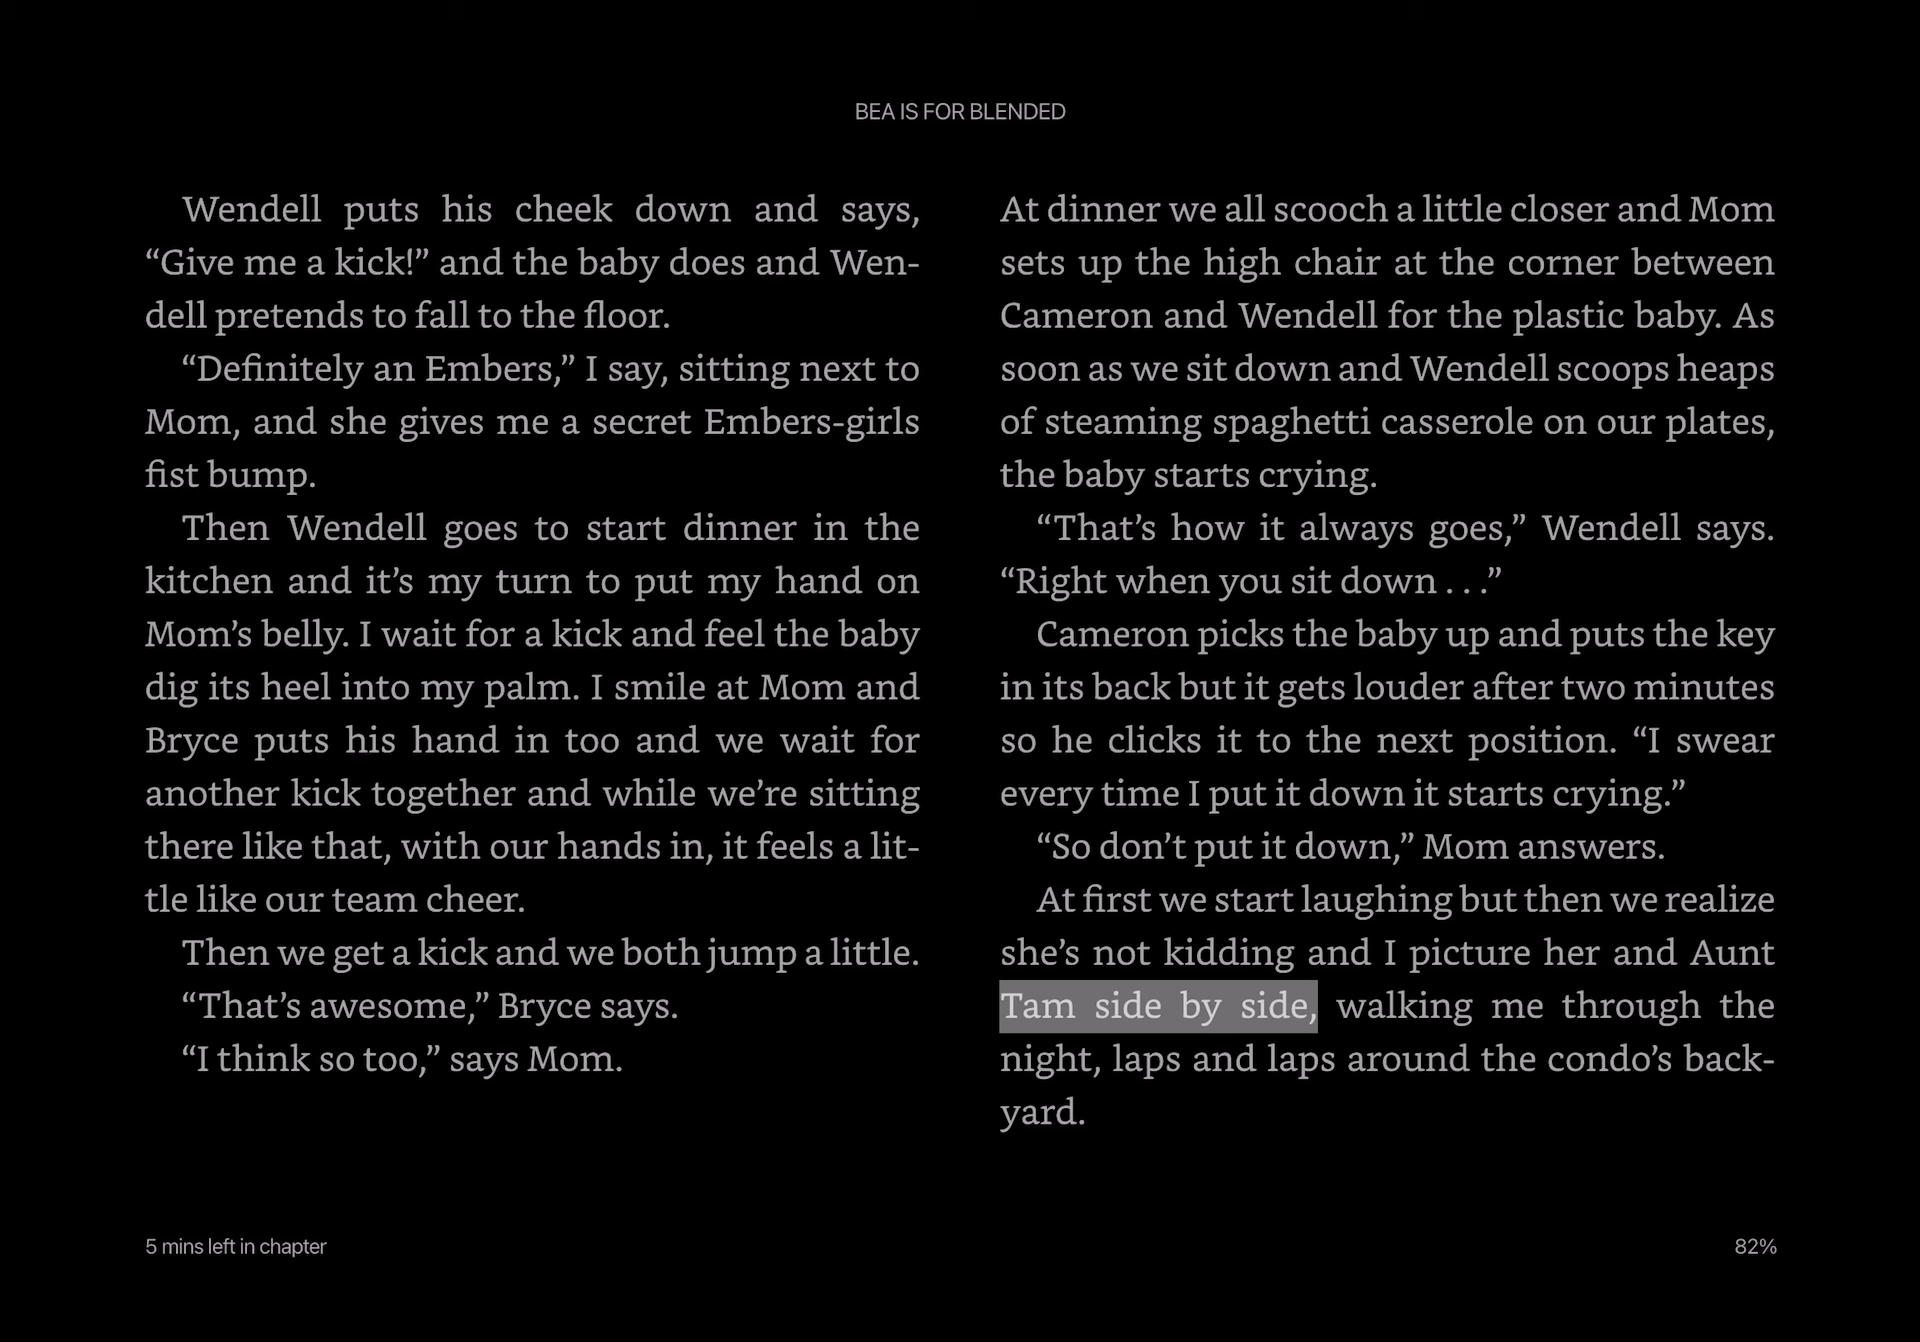 BEA IS FOR BLENDED
Wendell puts his cheek down and says,
“Give me a kick!” and the baby does and Wen-
dell pretends to fall to the floor.
“Definitely an Embers,” I say, sitting next to
Mom, and she gives me a secret Embers-girls
fist bump.
Then Wendell goes to start dinner in the
kitchen and it’s my turn to put my hand on
Mom’s belly. I wait for a kick and feel the baby
dig its heel into my palm. I smile at Mom and
Bryce puts his hand in too and we wait for
another kick together and while we’re sitting
there like that, with our hands in, it feels a lit-
tle like our team cheer.
Then we get a kick and we both jump a little.
“That’s awesome,” Bryce says.
“I think so too,” says Mom.
At dinner we all scooch a little closer and Mom
sets up the high chair at the corner between
Cameron and Wendell for the plastic baby. As
soon as we sit down and Wendell scoops heaps
of steaming spaghetti casserole on our plates,
the baby starts crying.
“That’s how it always goes,” Wendell says.
“Right when you sit down . . .”
Cameron picks the baby up and puts the key
in its back but it gets louder after two minutes
so he clicks it to the next position. “I swear
every time I put it down it starts crying.”
“So don’t put it down,” Mom answers.
At first we start laughing but then we realize
she’s not kidding and I picture her and Aunt
Tam side by side, walking me through the
night, laps and laps around the condo’s back-
yard.
5 mins left in chapter
82%